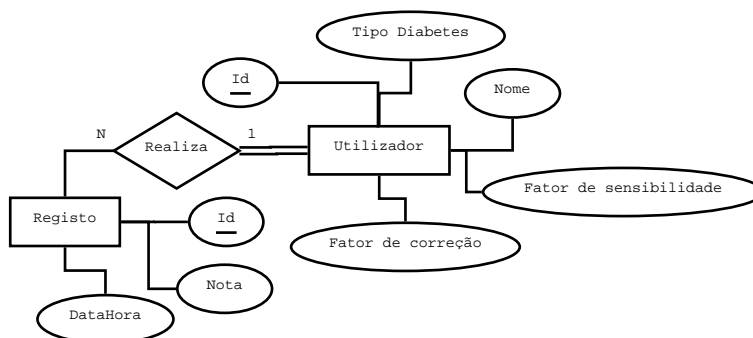 Tipo Diabetes
Id
Nome
N
Realiza
1
Utilizador
Fator de sensibilidade
Registo
Id
Fator de correção
Nota
DataHora